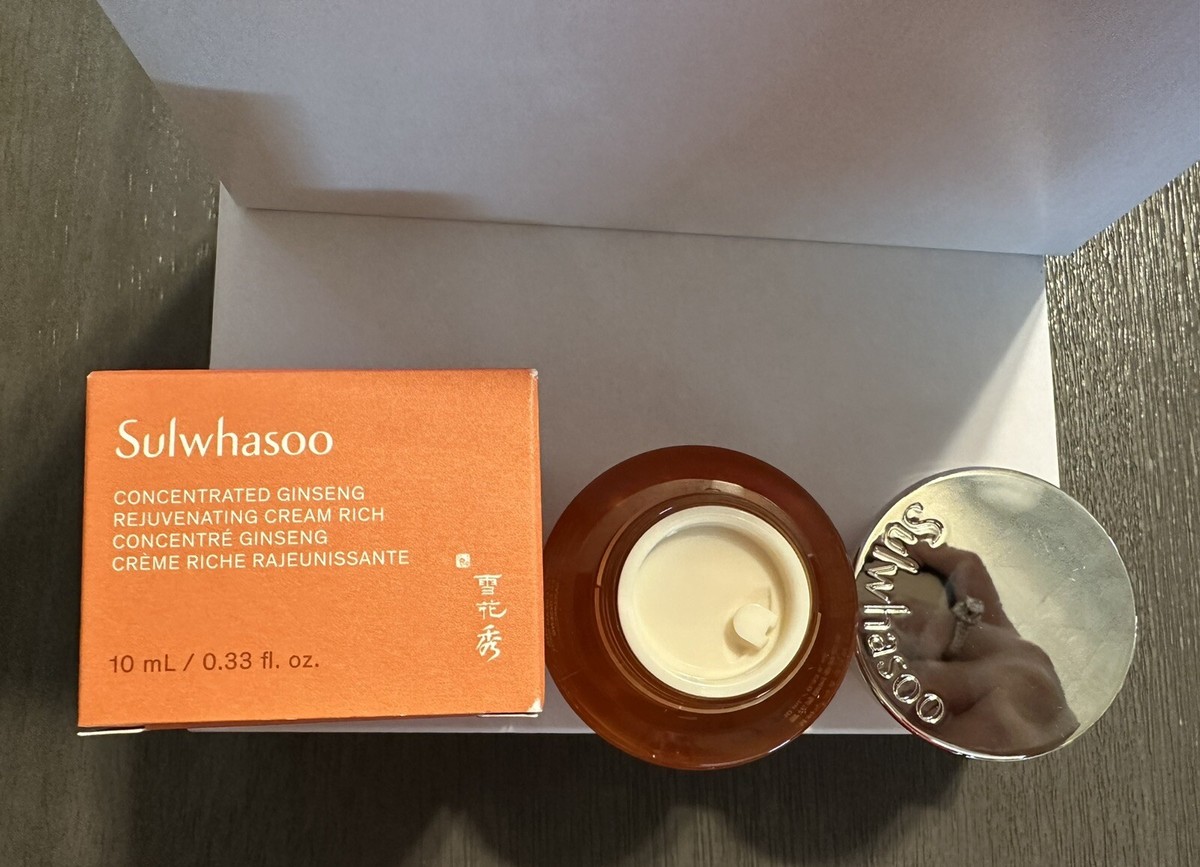 Sulwhasoo
CONCENTRATED GINSENG
REJUVENATING CREAM RICH
CONCENTRÉ GINSENG
CRÈME RICHE RAJEUNISSANTE
雪花秀
10 mL / 0.33 fl. oz.
Sulwhasoo